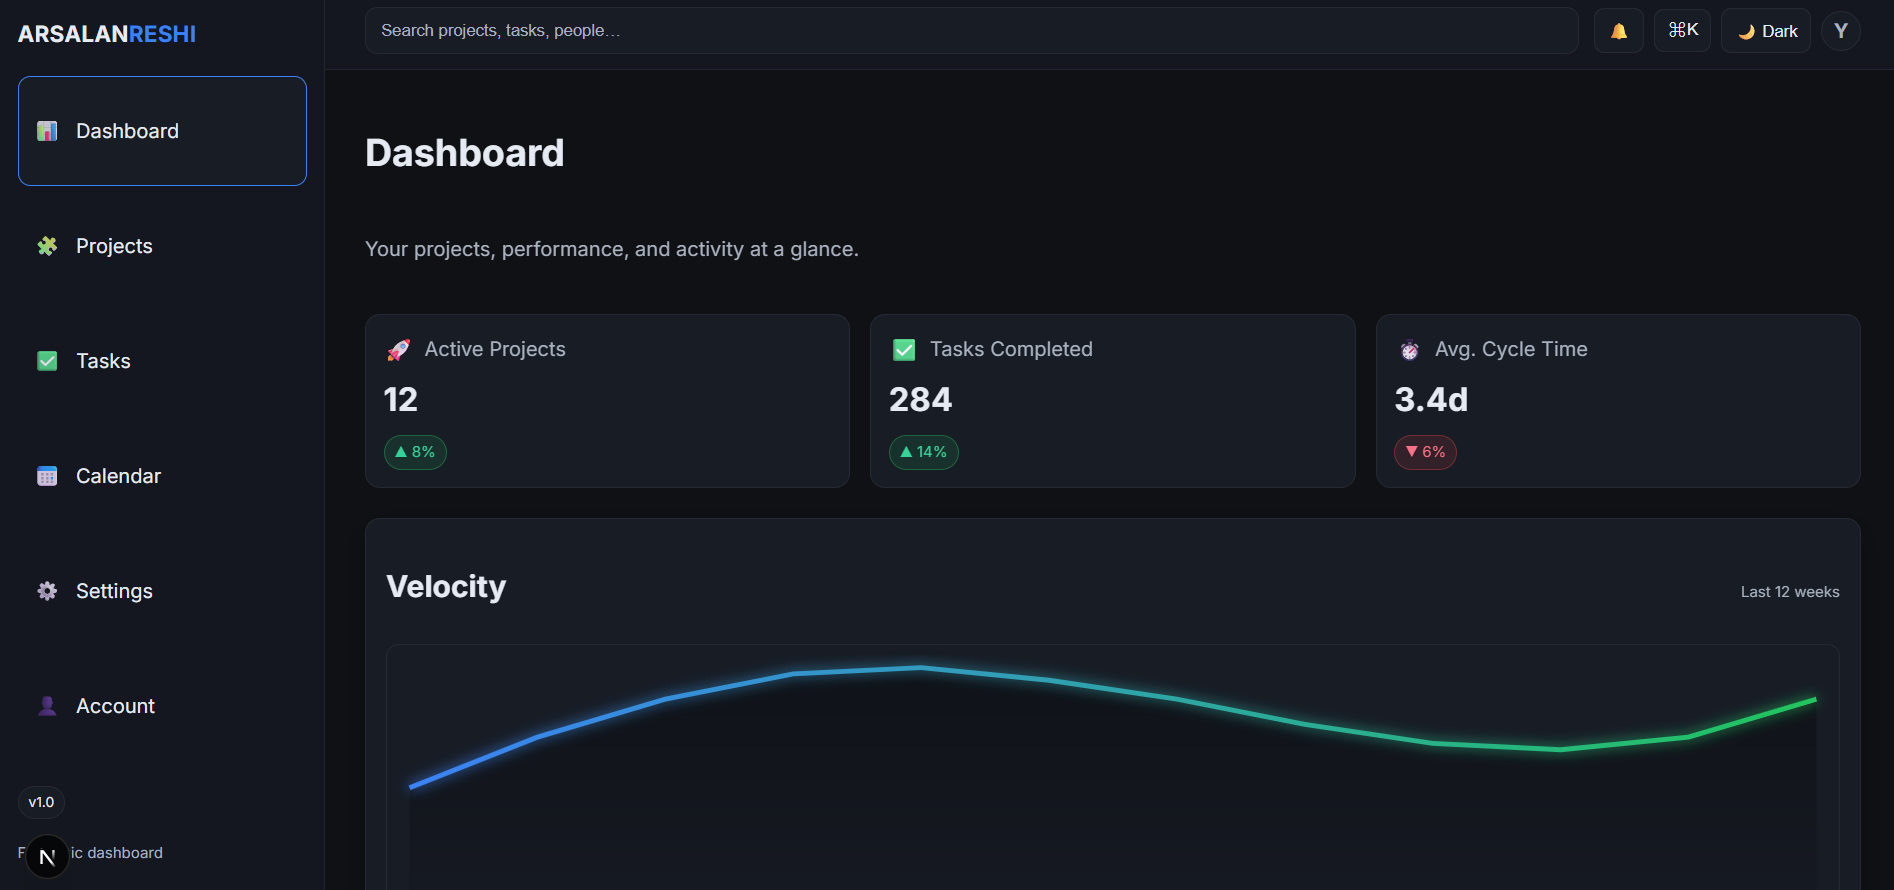 ARSALANRESHI
Dashboard
Projects
Tasks
Calendar
Settings
Account
v1.0
F
ic dashboard
N
Search projects, tasks, people…
⌘K
Dark
Y
Dashboard
Your projects, performance, and activity at a glance.
Active Projects
12
▲ 8%
Tasks Completed
284
▲ 14%
Avg. Cycle Time
3.4d
▼ 6%
Velocity
Last 12 weeks